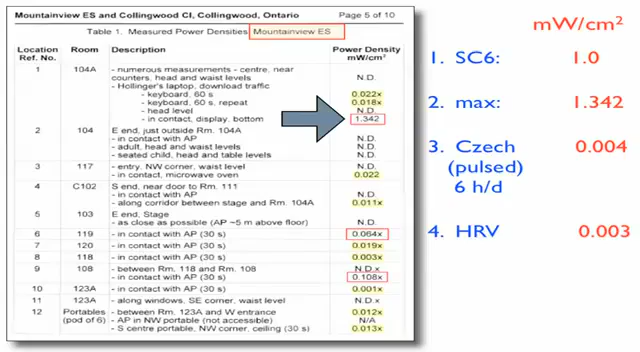 Mountainview ES and Collingwood CI, Collingwood, Ontario Page 5 of 10
Table 1. Measured Power Densities, Mountainview ES
Location Ref. No. Room Description Power Density mW/cm²
1 104A - numerous measurements - centre, near
counters, head and waist levels N.D.
- Hollinger's laptop, download traffic
- keyboard, 60 s 0.022x
- keyboard, 60 s, repeat 0.018x
- head level N.D.
- in contact, display, bottom 1.342
2 104 E end, just outside Rm. 104A
- in contact with AP N.D.
- adult, head and waist levels N.D.
- seated child, head and table levels N.D.
3 117 - entry, NW corner, waist level N.D.
- in contact, microwave oven 0.022
4 C102 S end, near door to Rm. 111
- in contact with AP N.D.
- along corridor between stage and Rm. 104A 0.011x
5 103 E end, Stage
- as close as possible (AP ~5 m above floor) N.D.
6 119 - in contact with AP (30 s) 0.064x
7 120 - in contact with AP (30 s) 0.019x
8 118 - in contact with AP (30 s) 0.003x
9 108 - between Rm. 118 and Rm. 108 N.D.x
- in contact with AP (30 s) 0.108x
10 123A - in contact with AP (30 s) 0.001x
11 123A - along windows, SE corner, waist level N.D.x
12 Portables - between Rm. 123A and W entrance 0.012x
(pod of 6) - AP in NW portable (not accessible) N/A
- S centre portable, NW corner, ceiling (30 s) 0.013x
mW/cm²
1. SC6: 1.0
2. max: 1.342
3. Czech 0.004
(pulsed)
6 h/d
4. HRV 0.003